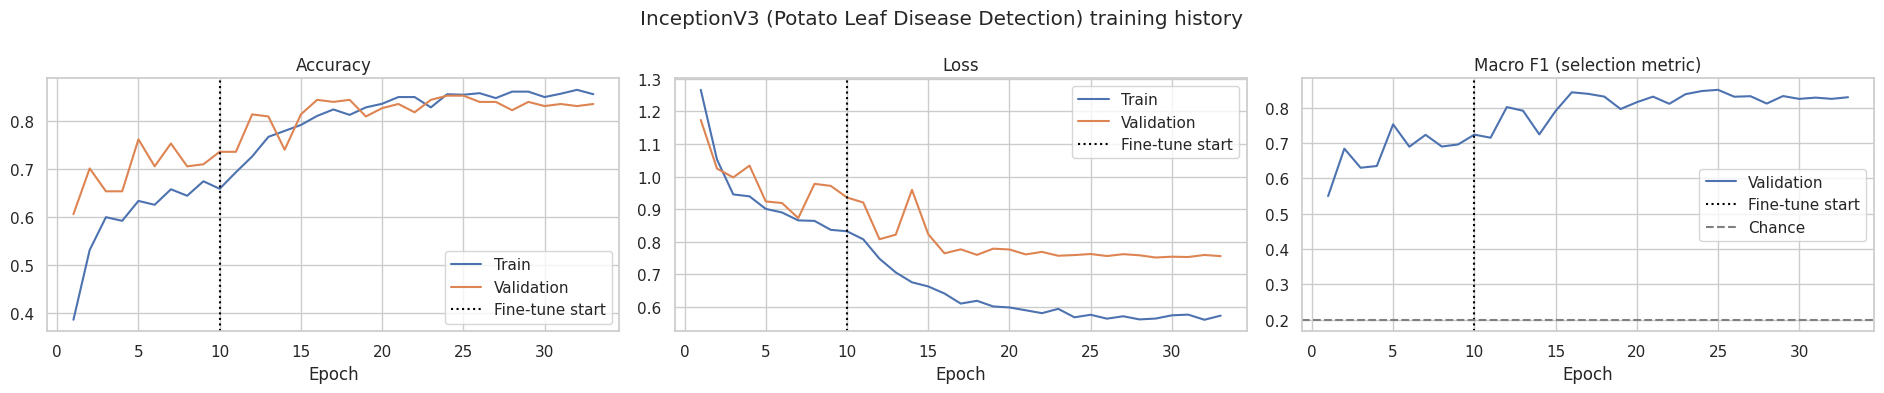 InceptionV3 (Potato Leaf Disease Detection) training history
Accuracy
0.8
0.7
0.6
0.5
0.4
0
5
10
15
20
25
30
Epoch
Train
Validation
Fine-tune start
Loss
1.3
1.2
1.1
1.0
0.9
0.8
0.7
0.6
0
5
10
15
20
25
30
Epoch
Train
Validation
Fine-tune start
Macro F1 (selection metric)
0.8
0.7
0.6
0.5
0.4
0.3
0.2
0
5
10
15
20
25
30
Epoch
Validation
Fine-tune start
Chance